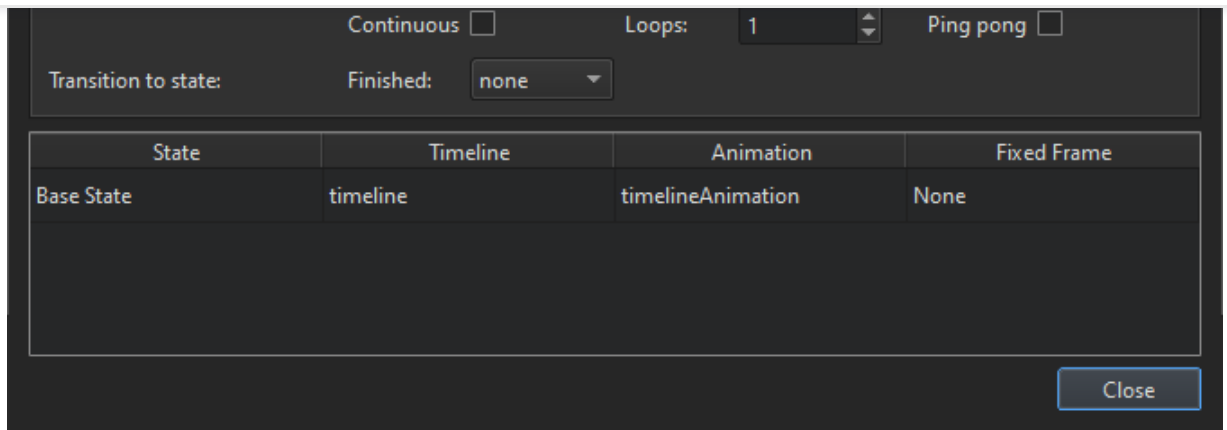 Continuous Loops: 1 Ping pong
Transition to state: Finished: none
State Timeline Animation Fixed Frame
Base State timeline timelineAnimation None
Close